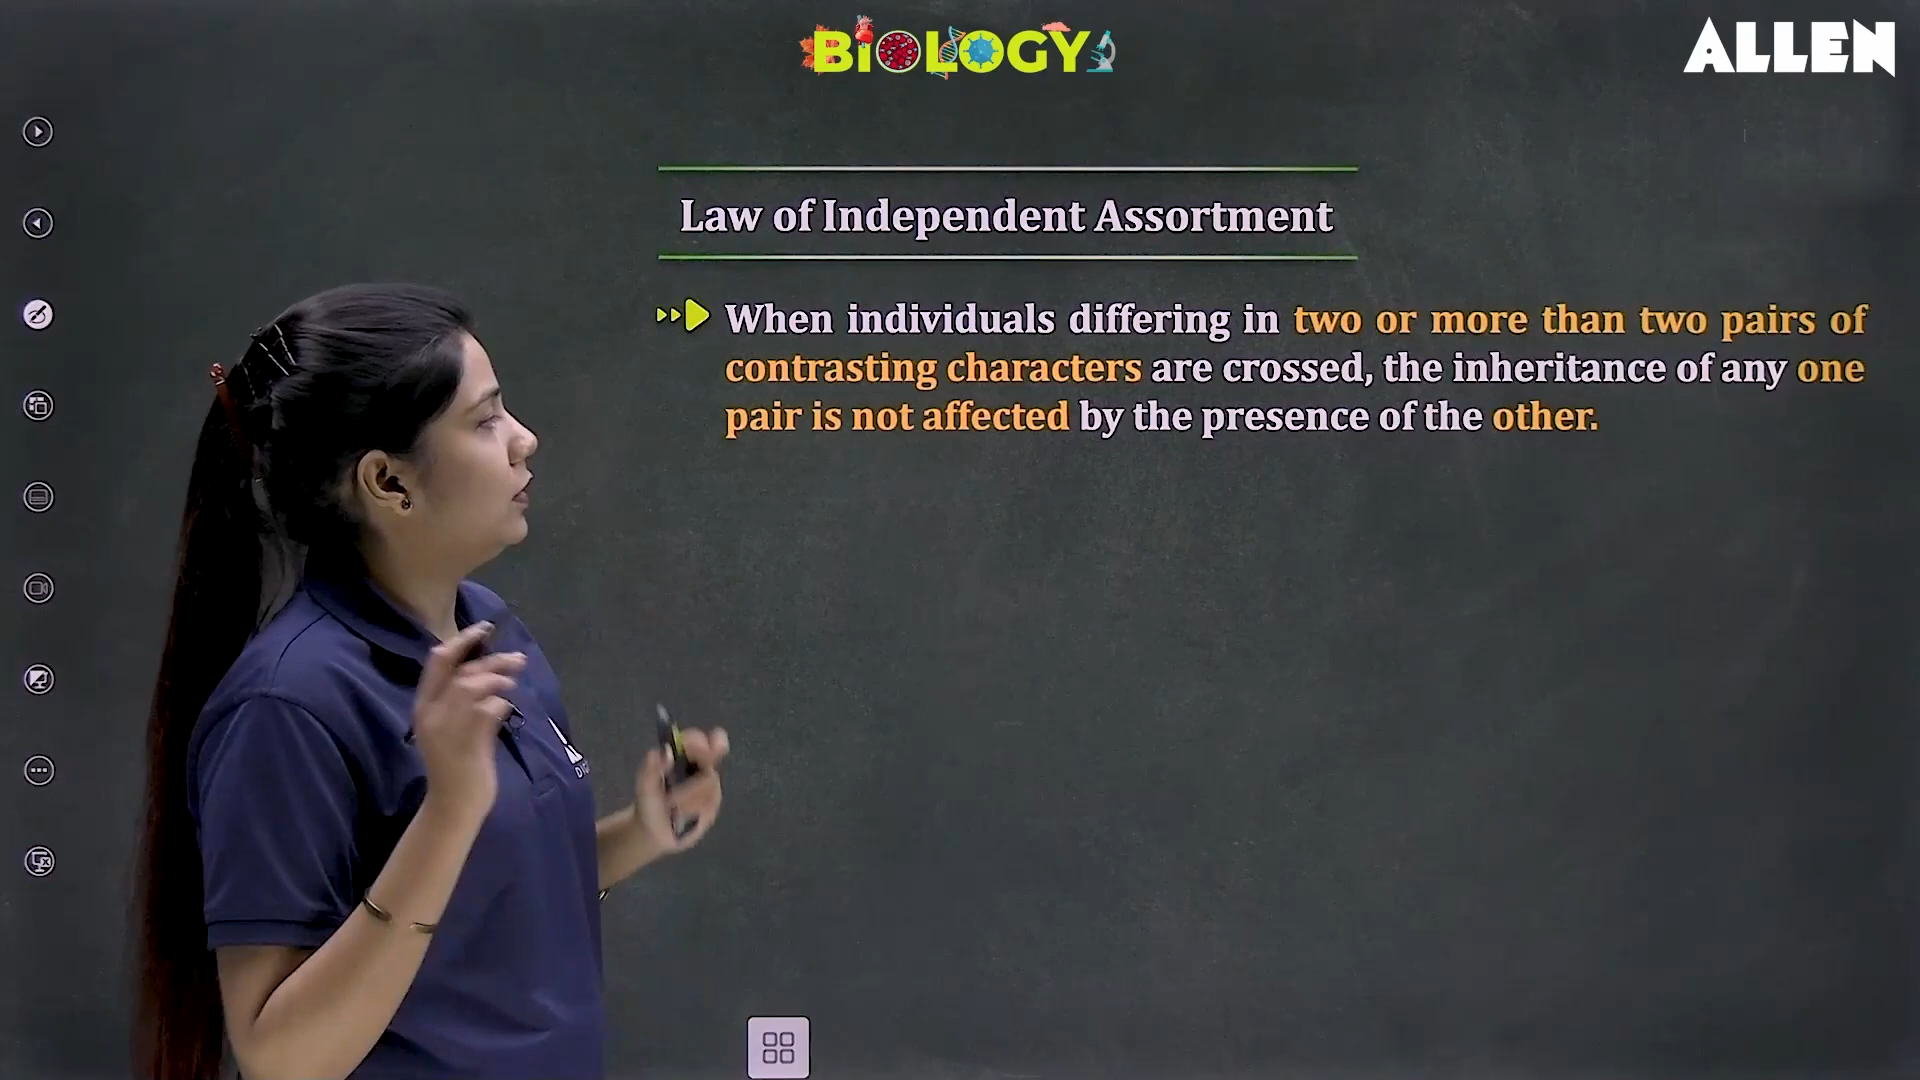 BIOLOGY
ALLEN
Law of Independent Assortment
When individuals differing in two or more than two pairs of
contrasting characters are crossed, the inheritance of any one
pair is not affected by the presence of the other.